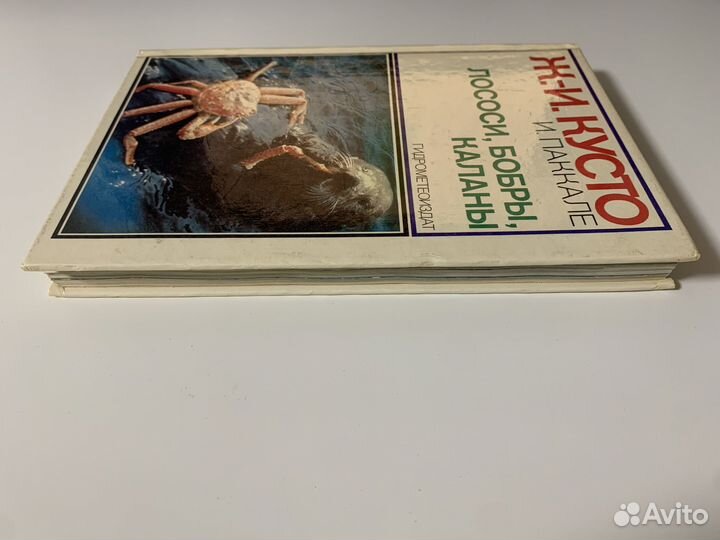 Ж.-И. КУСТО
И. ПАККАЛЕ
ЛОСОСИ, БОБРЫ,
КАЛАНЫ
ГИДРОМЕТЕОИЗДАТ
Avito